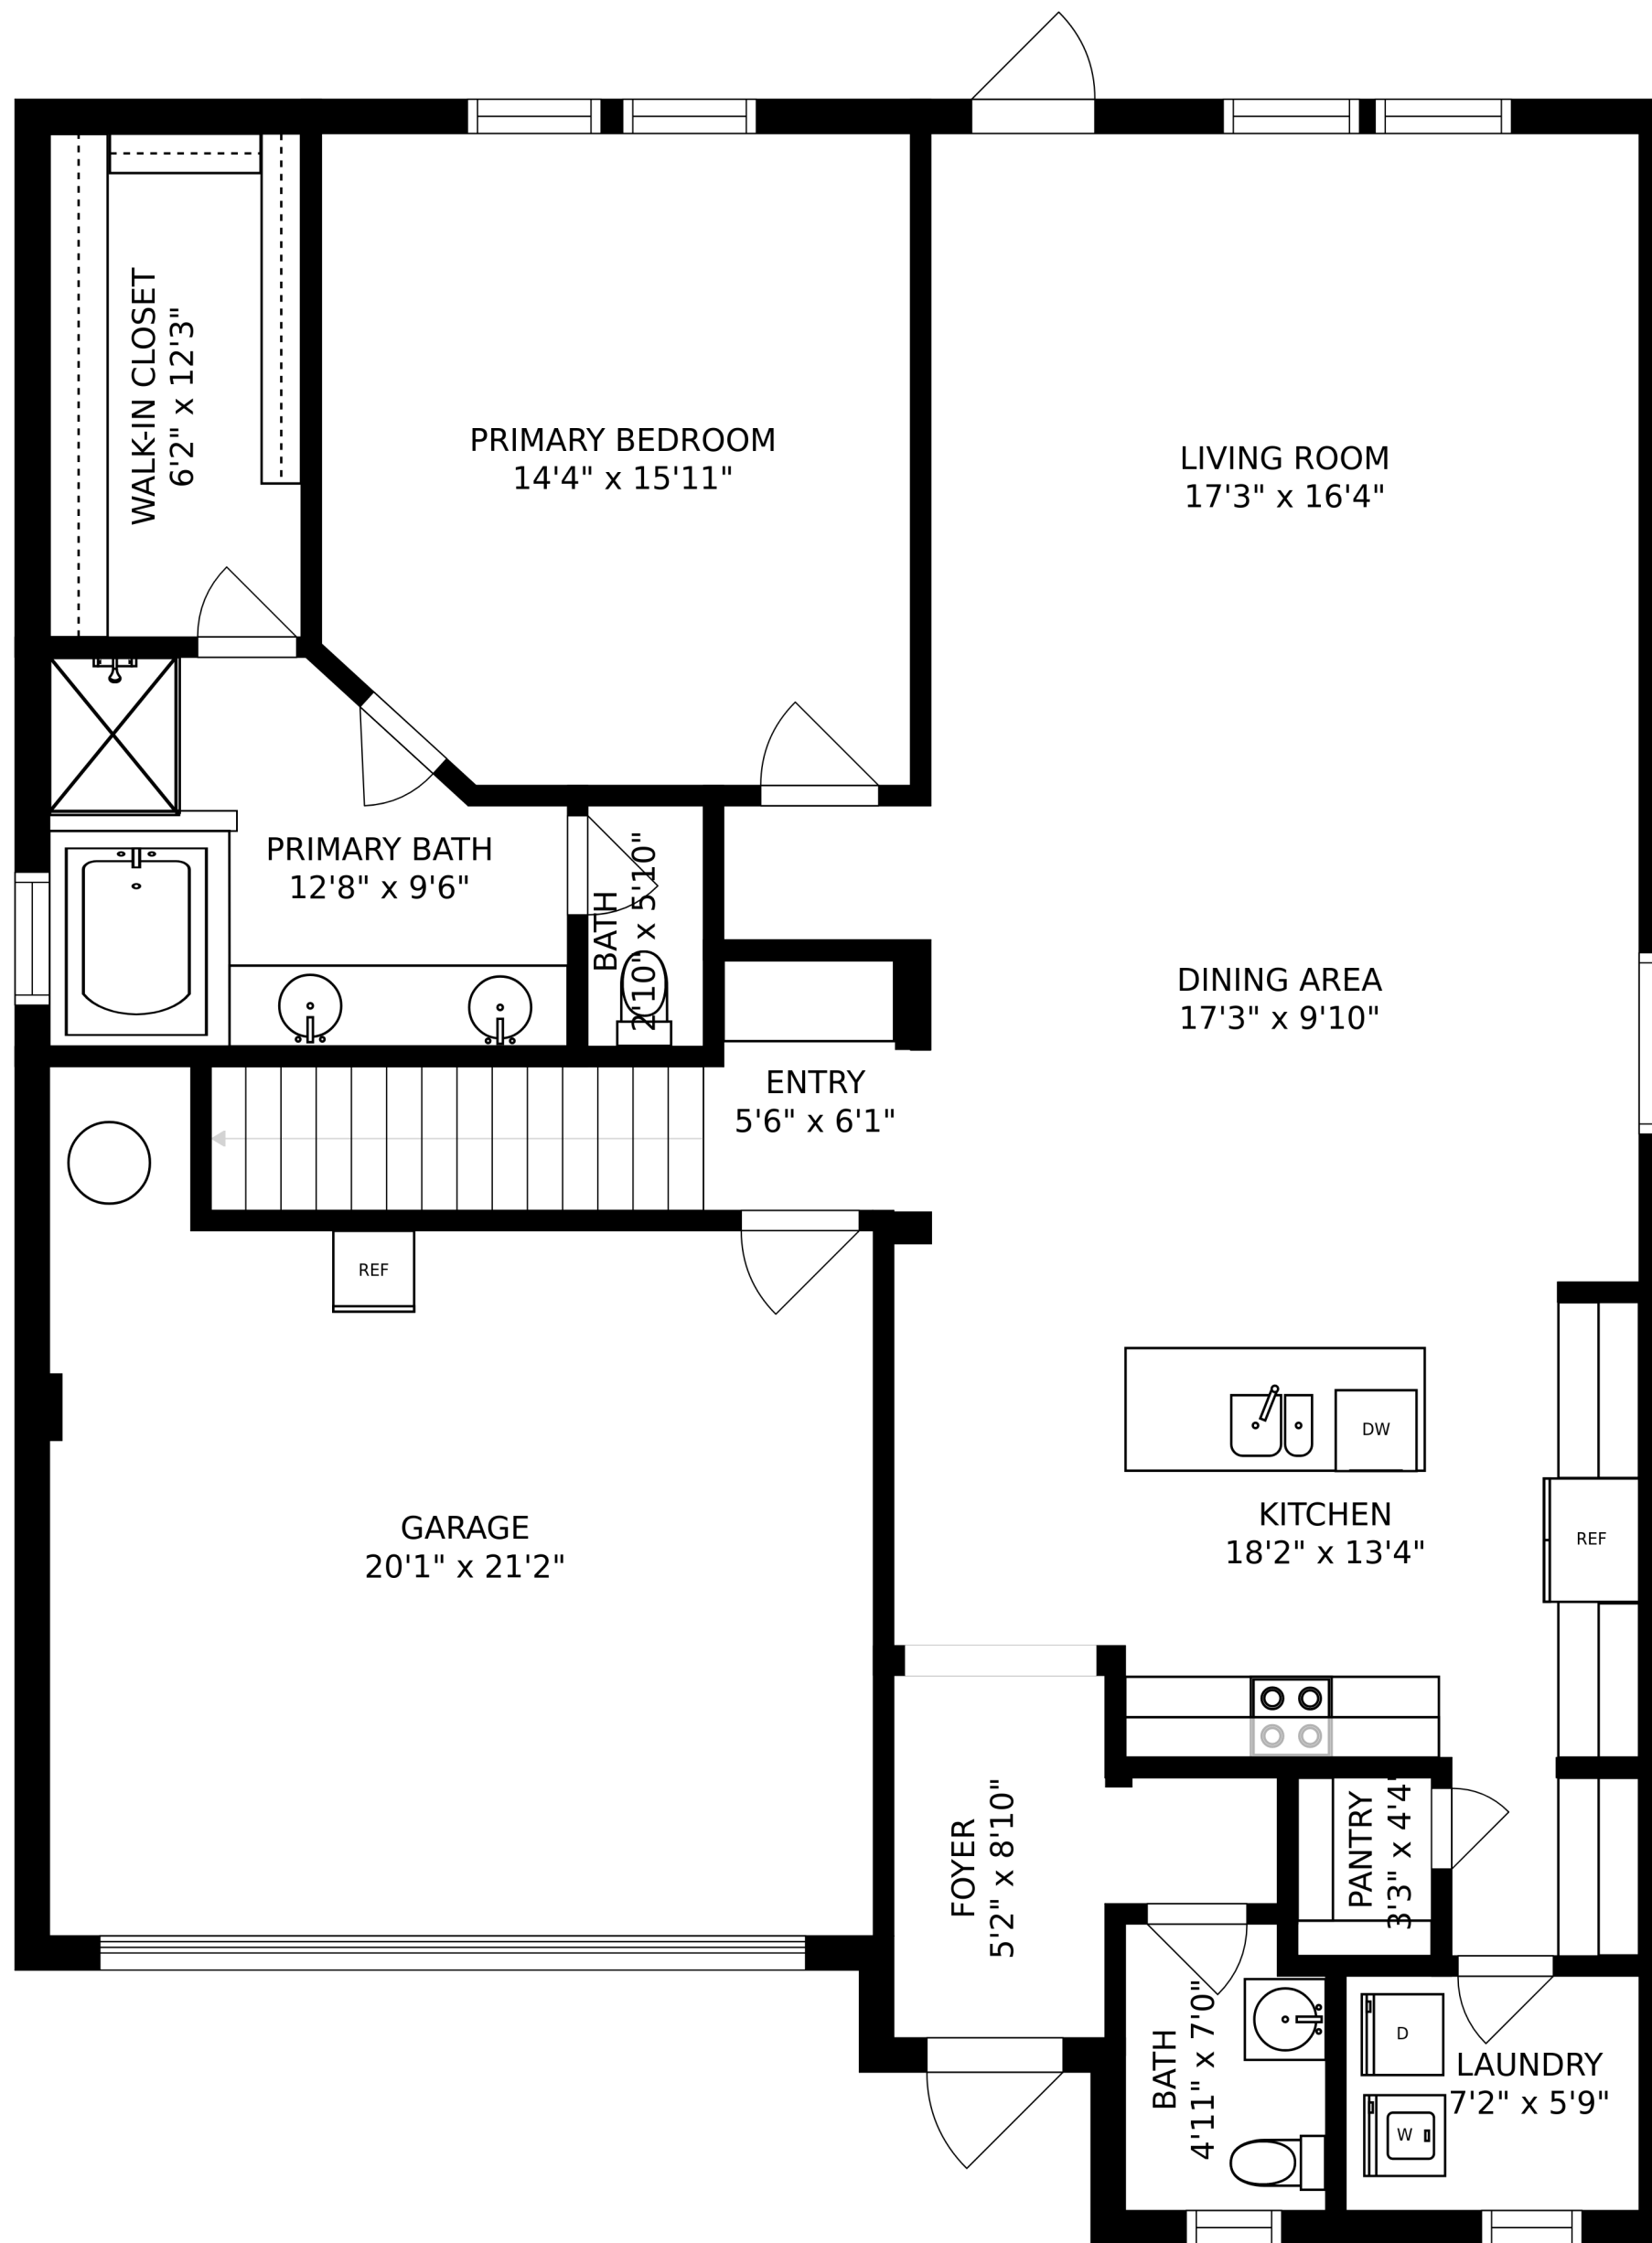 WALK-IN CLOSET
6'2" x 12'3"
PRIMARY BEDROOM
14'4" x 15'11"
LIVING ROOM
17'3" x 16'4"
PRIMARY BATH
12'8" x 9'6"
BATH
2'10" x 5'10"
DINING AREA
17'3" x 9'10"
ENTRY
5'6" x 6'1"
REF
DW
GARAGE
20'1" x 21'2"
KITCHEN
18'2" x 13'4"
REF
FOYER
5'2" x 8'10"
PANTRY
3'3" x 4'4"
BATH
4'11" x 7'0"
D
LAUNDRY
7'2" x 5'9"
W